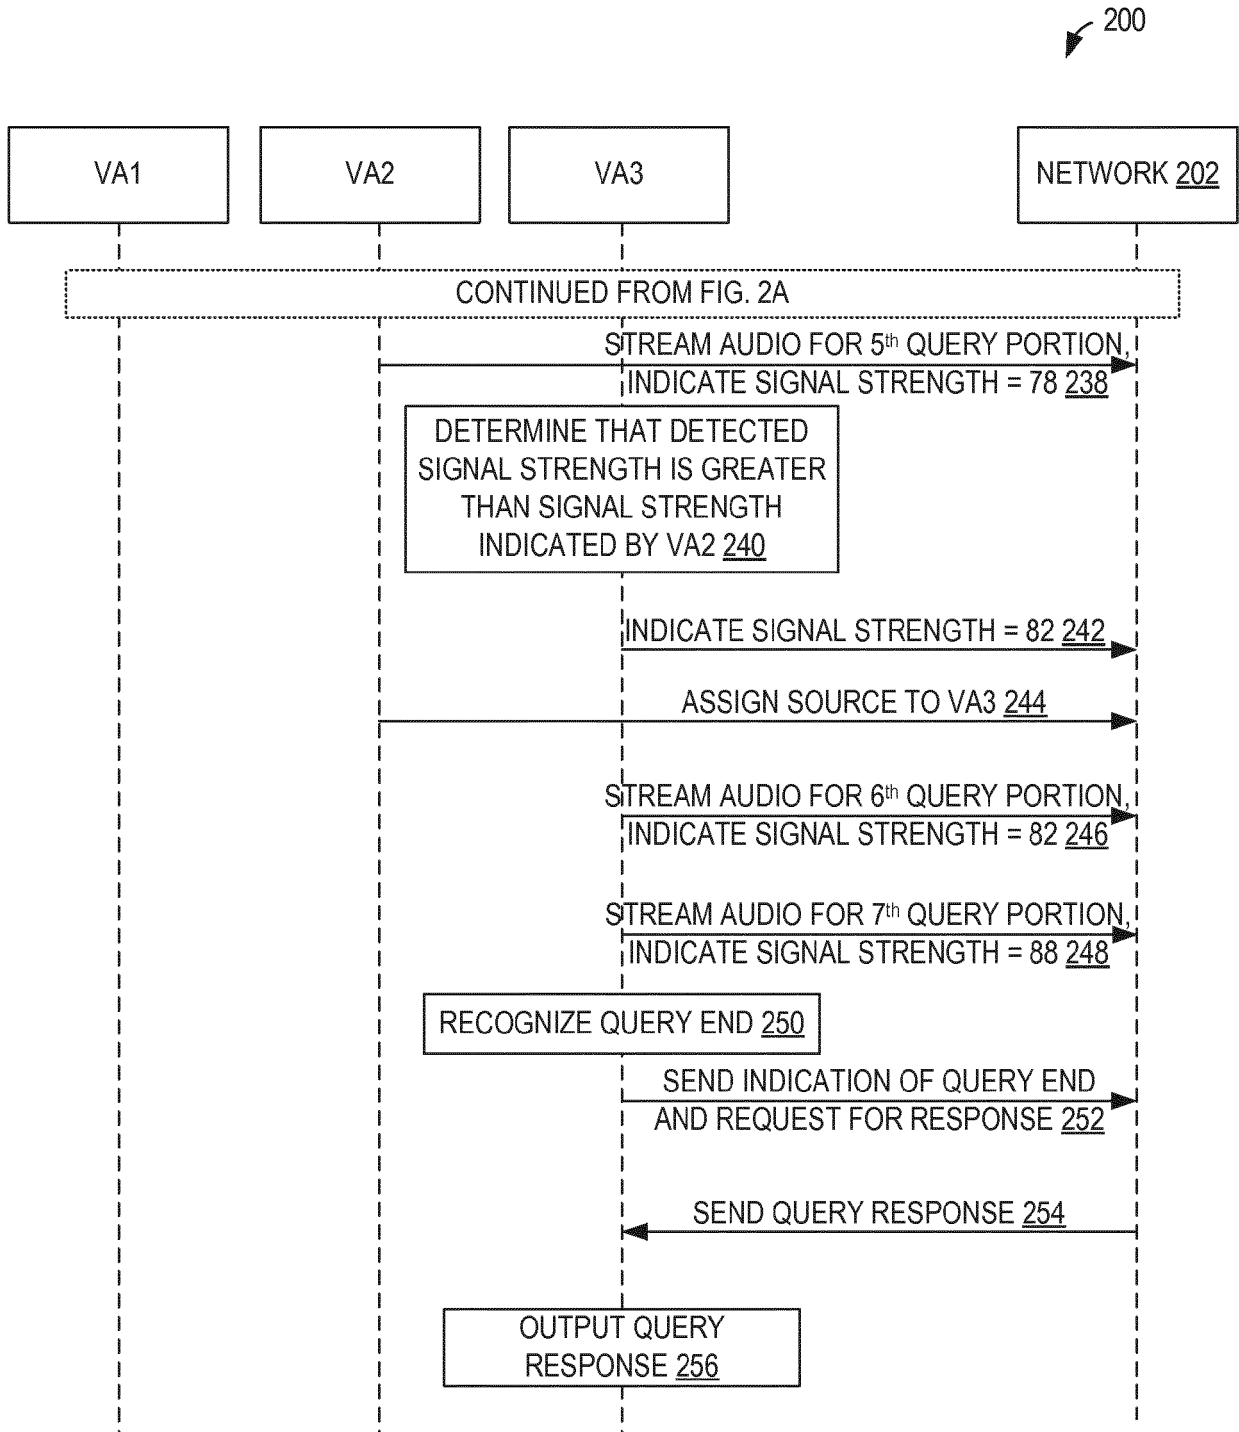 200
VA1
VA2
VA3
NETWORK 202
CONTINUED FROM FIG. 2A
STREAM AUDIO FOR 5th QUERY PORTION,
INDICATE SIGNAL STRENGTH = 78 238
DETERMINE THAT DETECTED
SIGNAL STRENGTH IS GREATER
THAN SIGNAL STRENGTH
INDICATED BY VA2 240
INDICATE SIGNAL STRENGTH = 82 242
ASSIGN SOURCE TO VA3 244
STREAM AUDIO FOR 6th QUERY PORTION,
INDICATE SIGNAL STRENGTH = 82 246
STREAM AUDIO FOR 7th QUERY PORTION,
INDICATE SIGNAL STRENGTH = 88 248
RECOGNIZE QUERY END 250
SEND INDICATION OF QUERY END
AND REQUEST FOR RESPONSE 252
SEND QUERY RESPONSE 254
OUTPUT QUERY
RESPONSE 256